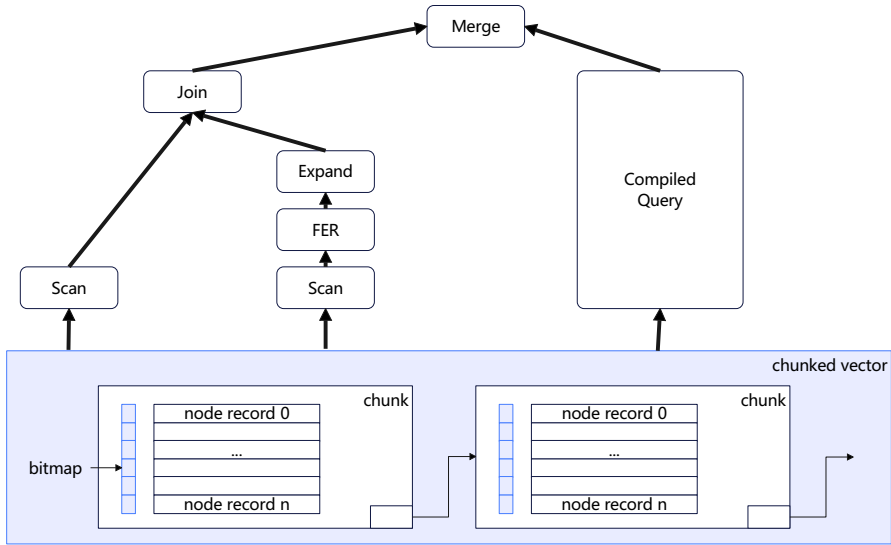 Merge
Join
Expand
Compiled
Query
FER
Scan
Scan
chunked vector
chunk
chunk
node record 0
node record 0
...
...
bitmap
node record n
node record n